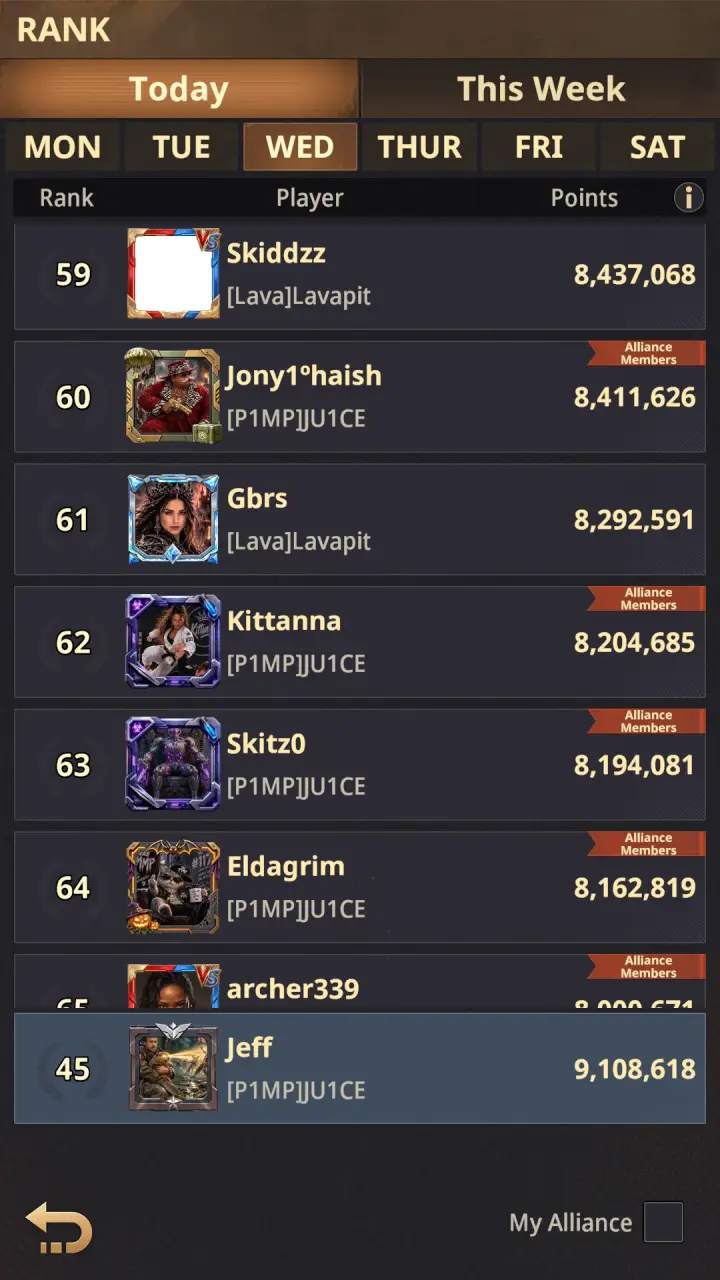 RANK
Today
This Week
MON TUE WED THUR FRI SAT
Rank Player Points
59
Skiddzz
[Lava]Lavapit
8,437,068
Alliance Members
60
Jony1ºhaish
[P1MP]JU1CE
8,411,626
61
Gbrs
[Lava]Lavapit
8,292,591
Alliance Members
62
Kittanna
[P1MP]JU1CE
8,204,685
Alliance Members
63
Skitz0
[P1MP]JU1CE
8,194,081
Alliance Members
64
Eldagrim
[P1MP]JU1CE
8,162,819
Alliance Members
65
archer339
45
Jeff
[P1MP]JU1CE
9,108,618
My Alliance